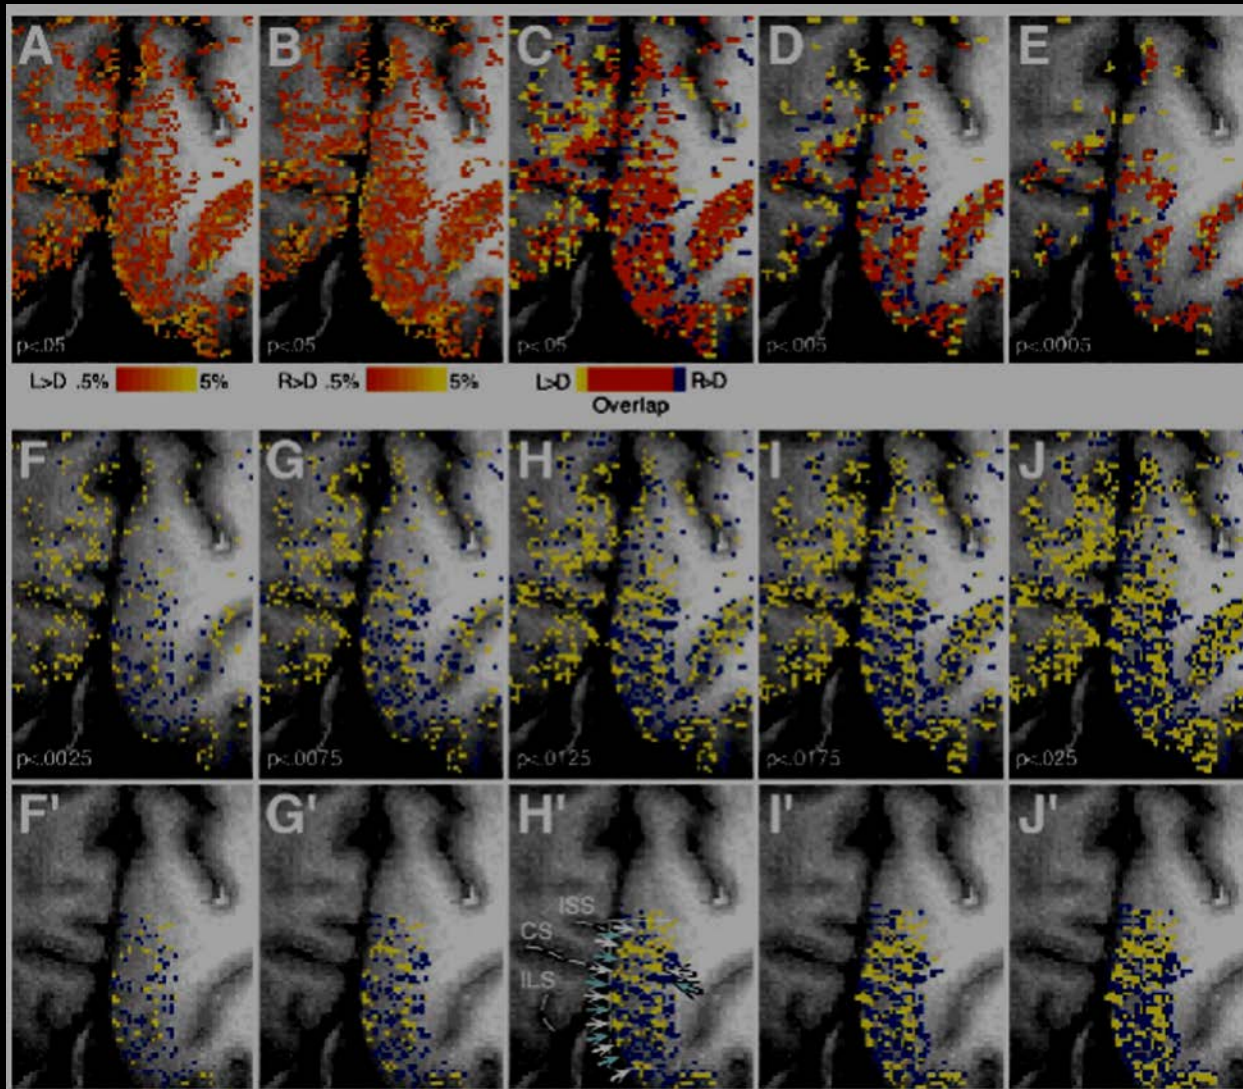 A B C D E
p<.05 p<.05 p<.05 p<.005 p<.0005
L>D .5% 5% R>D .5% 5% L>D R>D
Overlap
F G H I J
p<.0025 p<.0075 p<.0125 p<.0175 p<.025
F' G' H' I' J'
ISS
CS
ILS